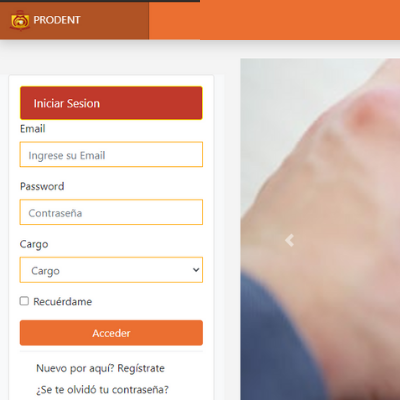 PRODENT
Iniciar Sesion
Email
Ingrese su Email
Password
Contraseña
Cargo
Cargo
Recuérdame
Acceder
Nuevo por aquí? Regístrate
¿Se te olvidó tu contraseña?